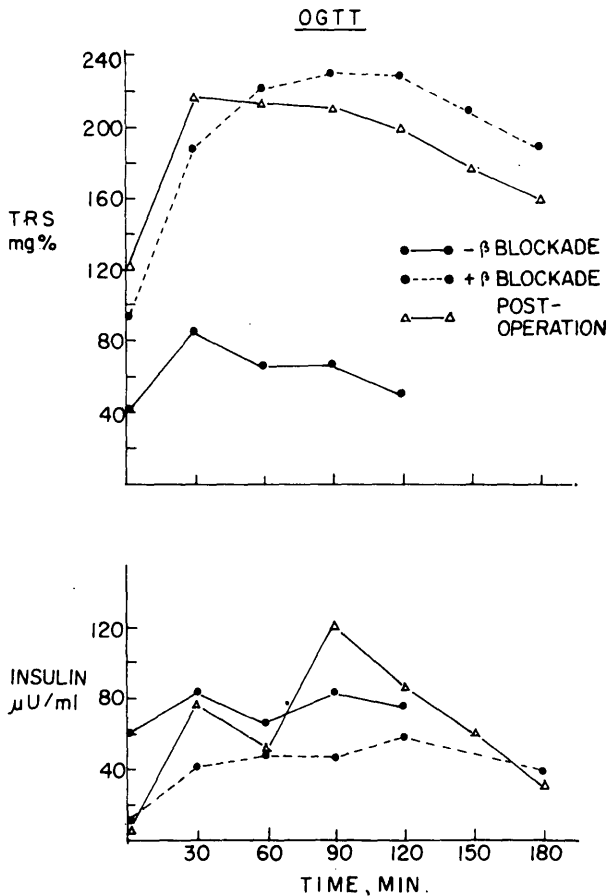 OGTT
240
200
160
120
80
40
TRS
mg%
- β BLOCKADE
+ β BLOCKADE
POST-
OPERATION
120
80
40
INSULIN
μU/ml
30 60 90 120 150 180
TIME, MIN.